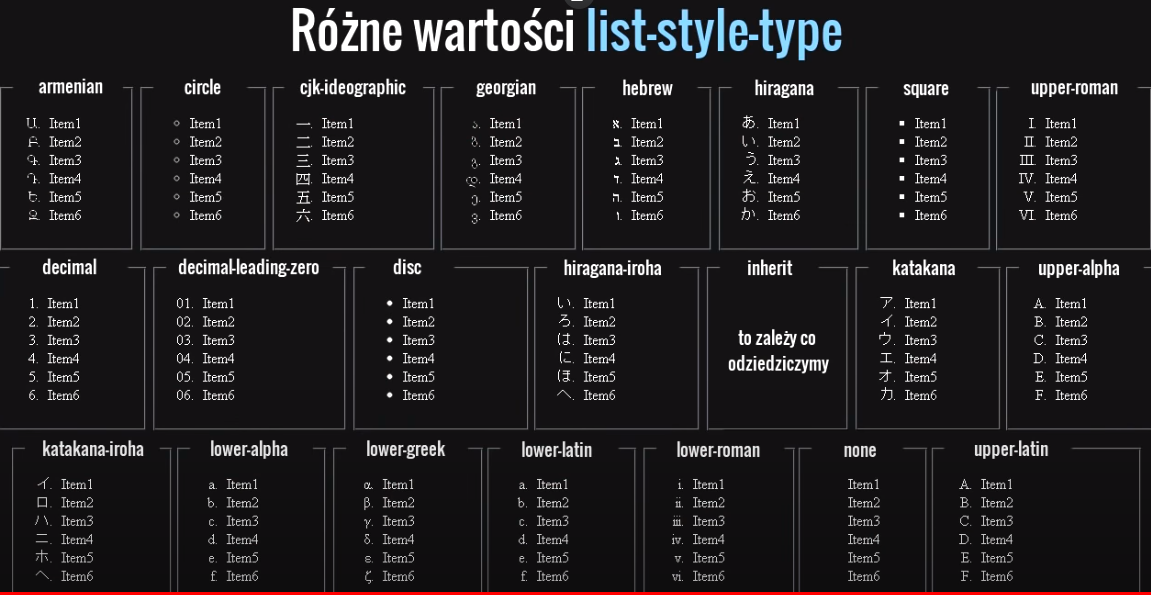 Różne wartości list-style-type
armenian
Ա. Item1
Բ. Item2
Գ. Item3
Դ. Item4
Ե. Item5
Զ. Item6
circle
Item1
Item2
Item3
Item4
Item5
Item6
cjk-ideographic
一. Item1
二. Item2
三. Item3
四. Item4
五. Item5
六. Item6
georgian
ა. Item1
ბ. Item2
გ. Item3
დ. Item4
ე. Item5
ვ. Item6
hebrew
א. Item1
ב. Item2
ג. Item3
ד. Item4
ה. Item5
ו. Item6
hiragana
あ. Item1
い. Item2
う. Item3
え. Item4
お. Item5
か. Item6
square
Item1
Item2
Item3
Item4
Item5
Item6
upper-roman
I. Item1
II. Item2
III. Item3
IV. Item4
V. Item5
VI. Item6
decimal
1. Item1
2. Item2
3. Item3
4. Item4
5. Item5
6. Item6
decimal-leading-zero
01. Item1
02. Item2
03. Item3
04. Item4
05. Item5
06. Item6
disc
• Item1
• Item2
• Item3
• Item4
• Item5
• Item6
hiragana-iroha
い. Item1
ろ. Item2
は. Item3
に. Item4
ほ. Item5
へ. Item6
inherit
to zależy co
odziedziczymy
katakana
ア. Item1
イ. Item2
ウ. Item3
エ. Item4
オ. Item5
カ. Item6
upper-alpha
A. Item1
B. Item2
C. Item3
D. Item4
E. Item5
F. Item6
katakana-iroha
イ. Item1
ロ. Item2
ハ. Item3
ニ. Item4
ホ. Item5
ヘ. Item6
lower-alpha
a. Item1
b. Item2
c. Item3
d. Item4
e. Item5
f. Item6
lower-greek
α. Item1
β. Item2
γ. Item3
δ. Item4
ε. Item5
ζ. Item6
lower-latin
a. Item1
b. Item2
c. Item3
d. Item4
e. Item5
f. Item6
lower-roman
i. Item1
ii. Item2
iii. Item3
iv. Item4
v. Item5
vi. Item6
none
Item1
Item2
Item3
Item4
Item5
Item6
upper-latin
A. Item1
B. Item2
C. Item3
D. Item4
E. Item5
F. Item6